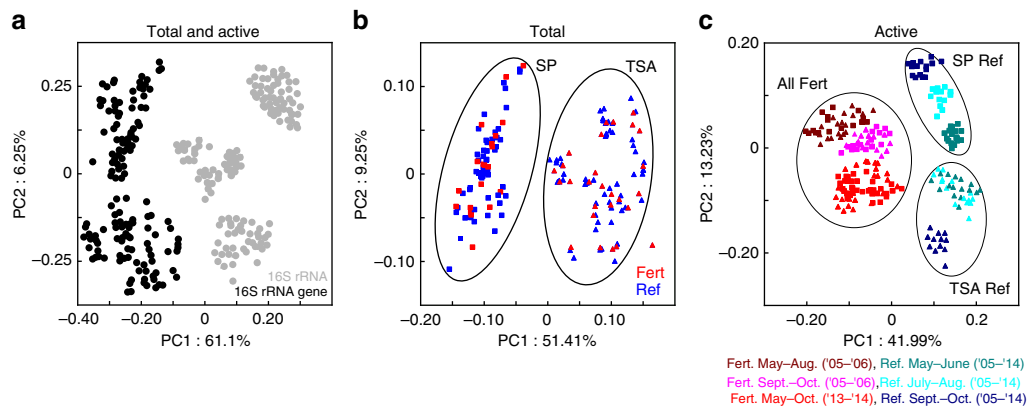 a
Total and active
0.25
0
−0.25
PC2 : 6.25%
−0.40
−0.20
0
0.20
PC1 : 61.1%
16S rRNA
16S rRNA gene
b
Total
SP
TSA
0.10
0
−0.10
PC2 : 9.25%
−0.20
−0.10
0
0.10
PC1 : 51.41%
Fert
Ref
c
Active
0.20
0
−0.20
PC2 : 13.23%
All Fert
SP Ref
TSA Ref
−0.20
0
0.20
PC1 : 41.99%
Fert. May–Aug. ('05–'06), Ref. May–June ('05–'14)
Fert. Sept.–Oct. ('05–'06),Ref. July–Aug. ('05–'14)
Fert. May–Oct. ('13–'14), Ref. Sept.–Oct. ('05–'14)